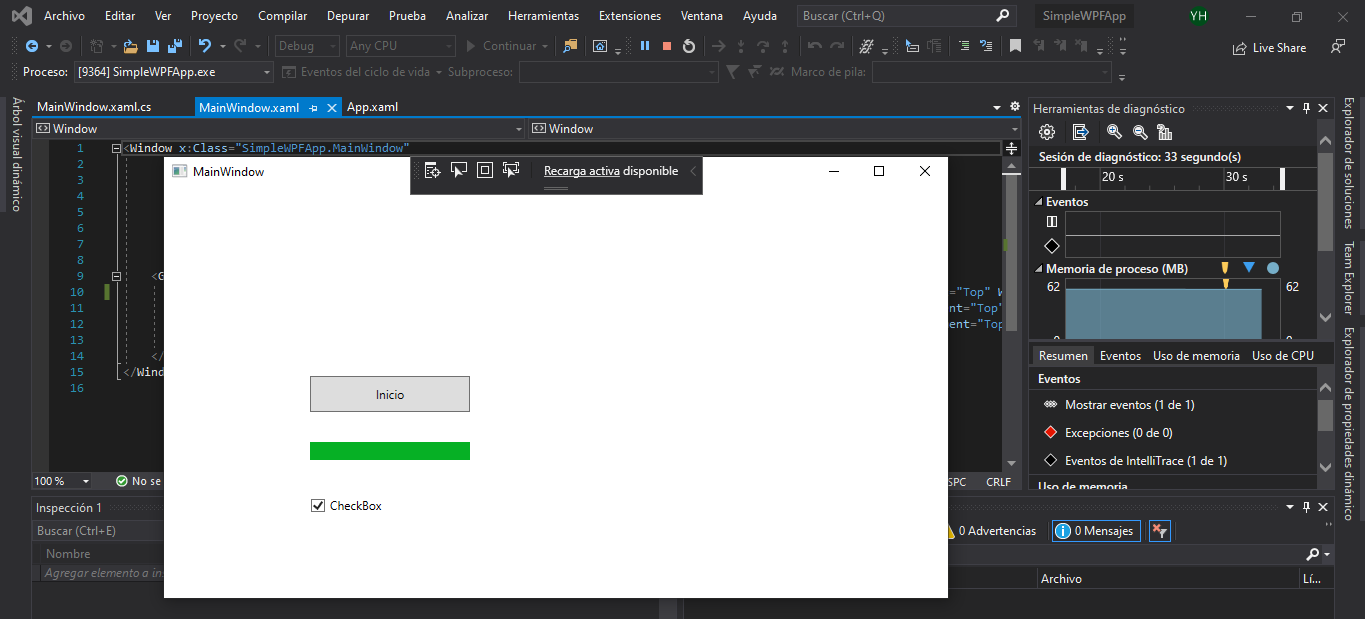 Archivo Editar Ver Proyecto Compilar Depurar Prueba Analizar Herramientas Extensiones Ventana Ayuda Buscar (Ctrl+Q) SimpleWPFApp YH
Debug Any CPU Continuar Live Share
Proceso: [9364] SimpleWPFApp.exe Eventos del ciclo de vida Subproceso: Marco de pila:
Árbol visual dinámico
MainWindow.xaml.cs MainWindow.xaml App.xaml
Window Window
1 <Window x:Class="SimpleWPFApp.MainWindow"
2
3
4
5
6
7
8
9 <G
10 ="Top" W
11 nt="Top"
12 ent="Top
13
14 </
15 </Wind
16
MainWindow
Recarga activa disponible
Inicio
CheckBox
100 % No se SPC CRLF
Herramientas de diagnóstico
Sesión de diagnóstico: 33 segundo(s)
20 s 30 s
Eventos
Memoria de proceso (MB)
62 62
0 0
Resumen Eventos Uso de memoria Uso de CPU
Eventos
Mostrar eventos (1 de 1)
Excepciones (0 de 0)
Eventos de IntelliTrace (1 de 1)
Uso de memoria
Explorador de soluciones
Team Explorer
Explorador de propiedades dinámico
Inspección 1
Buscar (Ctrl+E)
Nombre
Agregar elemento a ins
0 Advertencias 0 Mensajes
Archivo Lí...